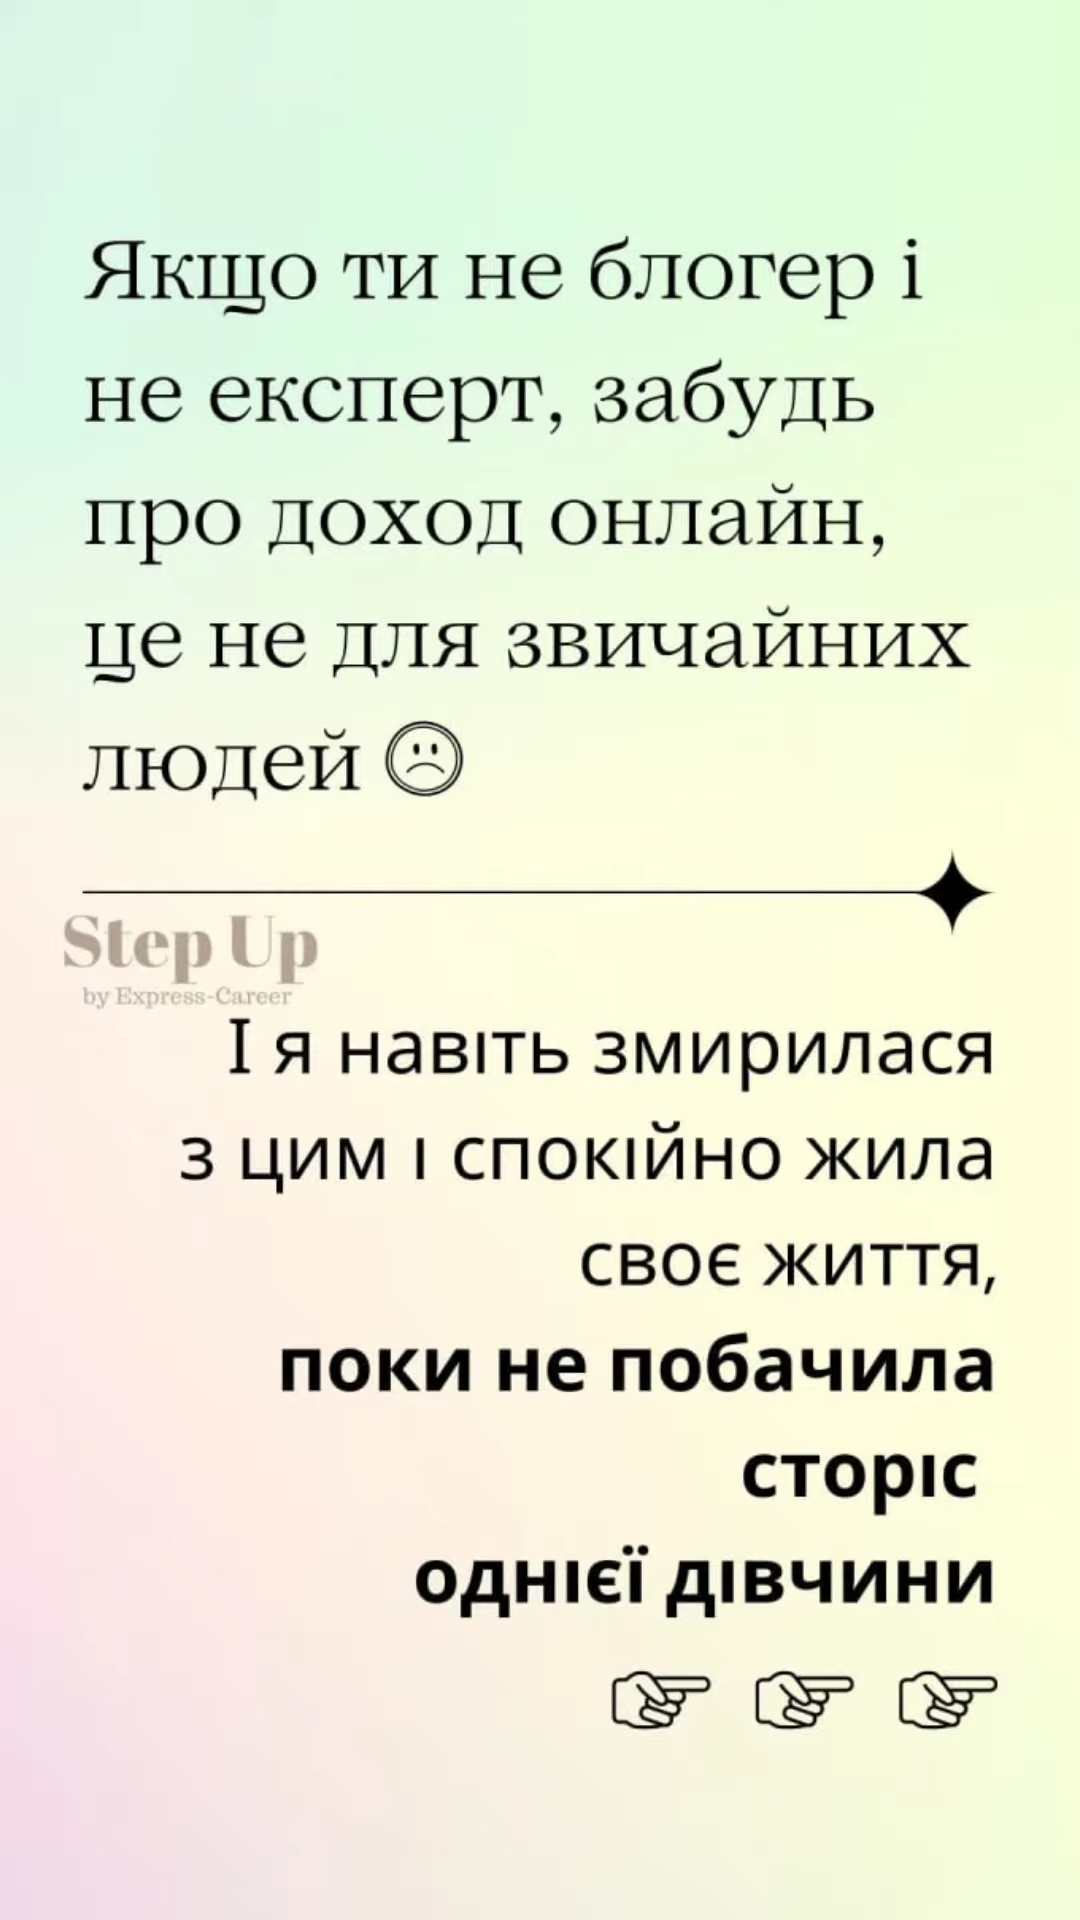 Якщо ти не блогер і
не експерт, забудь
про доход онлайн,
це не для звичайних
людей ☹
Step Up
by Express-Career
І я навіть змирилася
з цим і спокійно жила
своє життя,
поки не побачила
сторіс
однієї дівчини
☞ ☞ ☞